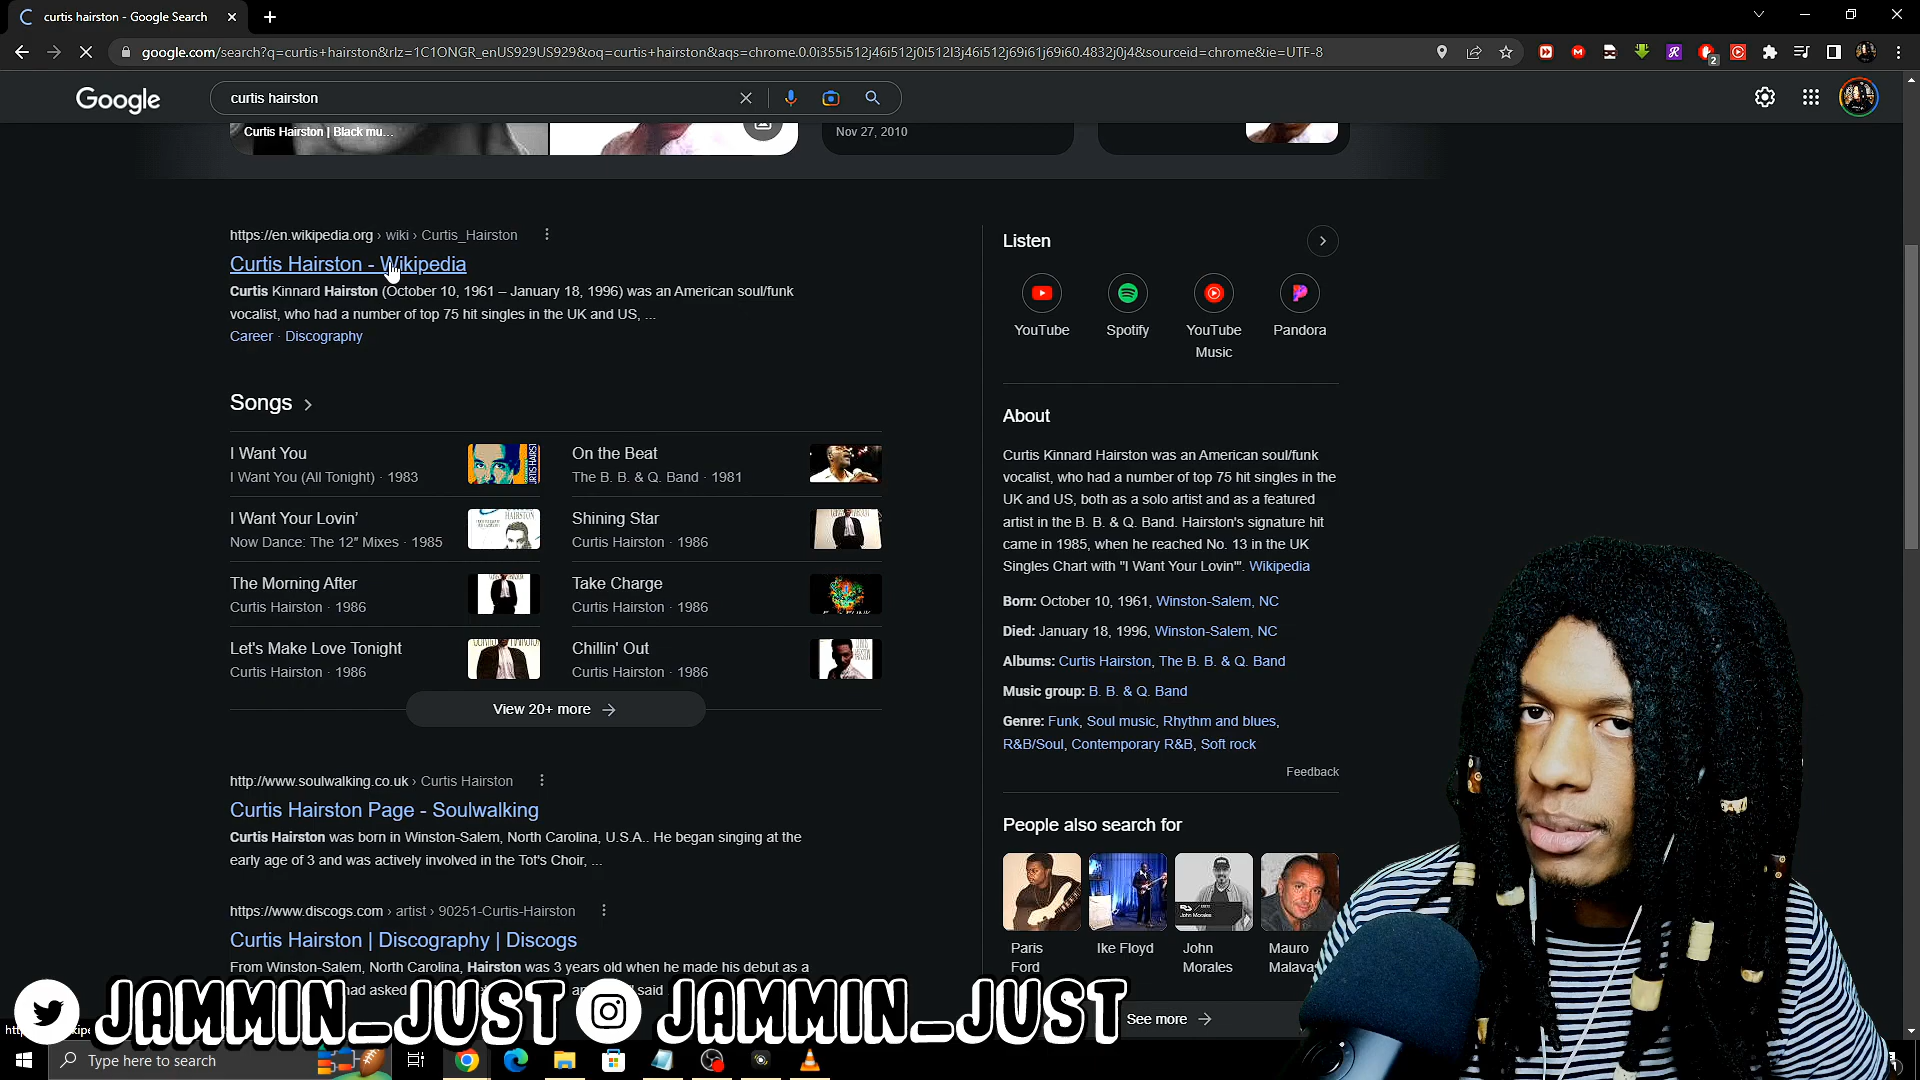 curtis hairston - Google Search
google.com/search?q=curtis+hairston&rlz=1C1ONGR_enUS929US929&oq=curtis+hairston&aqs=chrome.0.0i355i512j46i512j0i512l3j46i512j69i61j69i60.4832j0j4&sourceid=chrome&ie=UTF-8
2
Google
curtis hairston
Curtis Hairston | Black mu...
Nov 27, 2010
https://en.wikipedia.org › wiki › Curtis_Hairston
Curtis Hairston - Wikipedia
Curtis Kinnard Hairston (October 10, 1961 – January 18, 1996) was an American soul/funk
vocalist, who had a number of top 75 hit singles in the UK and US, ...
Career · Discography
Songs
I Want You
I Want You (All Tonight) · 1983
On the Beat
The B. B. & Q. Band · 1981
I Want Your Lovin’
Now Dance: The 12″ Mixes · 1985
Shining Star
Curtis Hairston · 1986
The Morning After
Curtis Hairston · 1986
Take Charge
Curtis Hairston · 1986
Let's Make Love Tonight
Curtis Hairston · 1986
Chillin' Out
Curtis Hairston · 1986
View 20+ more
http://www.soulwalking.co.uk › Curtis Hairston
Curtis Hairston Page - Soulwalking
Curtis Hairston was born in Winston-Salem, North Carolina, U.S.A.. He began singing at the
early age of 3 and was actively involved in the Tot's Choir, ...
https://www.discogs.com › artist › 90251-Curtis-Hairston
Curtis Hairston | Discography | Discogs
From Winston-Salem, North Carolina, Hairston was 3 years old when he made his debut as a
had asked
said
Listen
YouTube
Spotify
YouTube
Music
Pandora
About
Curtis Kinnard Hairston was an American soul/funk
vocalist, who had a number of top 75 hit singles in the
UK and US, both as a solo artist and as a featured
artist in the B. B. & Q. Band. Hairston's signature hit
came in 1985, when he reached No. 13 in the UK
Singles Chart with "I Want Your Lovin'". Wikipedia
Born: October 10, 1961, Winston-Salem, NC
Died: January 18, 1996, Winston-Salem, NC
Albums: Curtis Hairston, The B. B. & Q. Band
Music group: B. B. & Q. Band
Genre: Funk, Soul music, Rhythm and blues,
R&B/Soul, Contemporary R&B, Soft rock
Feedback
People also search for
John Morales
Paris
Ford
Ike Floyd
John
Morales
Mauro
See more
JAMMIN_JUST
JAMMIN_JUST
Type here to search